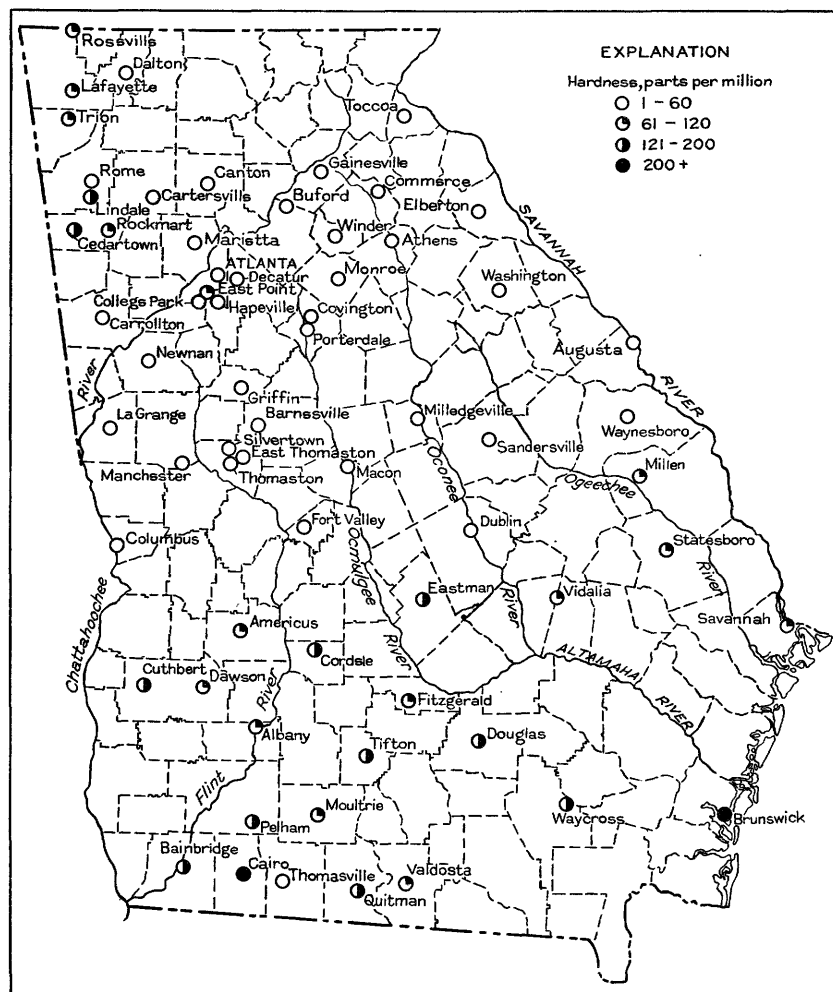 EXPLANATION
Hardness, parts per million
1 - 60
61 - 120
121 - 200
200 +
Rossville
Dalton
Lafayette
Trion
Toccoa
Rome
Canton
Gainesville
Lindale
Cartersville
Buford
Commerce
Elberton
Cedartown
Rockmart
Marietta
Winder
Athens
SAVANNAH
RIVER
ATLANTA
Decatur
East Point
College Park
Hapeville
Monroe
Washington
Carrollton
Covington
Porterdale
Newnan
Augusta
River
Griffin
La Grange
Barnesville
Milledgeville
Waynesboro
Silvertown
East Thomaston
Thomaston
Sandersville
Manchester
Macon
Oconee
River
Millen
Ogeechee
River
Fort Valley
Dublin
Columbus
Ocmulgee
River
Statesboro
Eastman
Vidalia
Savannah
Chattahoochee
Americus
Cordele
Cuthbert
Dawson
River
ALTAMAHA
RIVER
Fitzgerald
Albany
Tifton
Douglas
Flint
Moultrie
Pelham
Waycross
Brunswick
Bainbridge
Cairo
Thomasville
Valdosta
Quitman